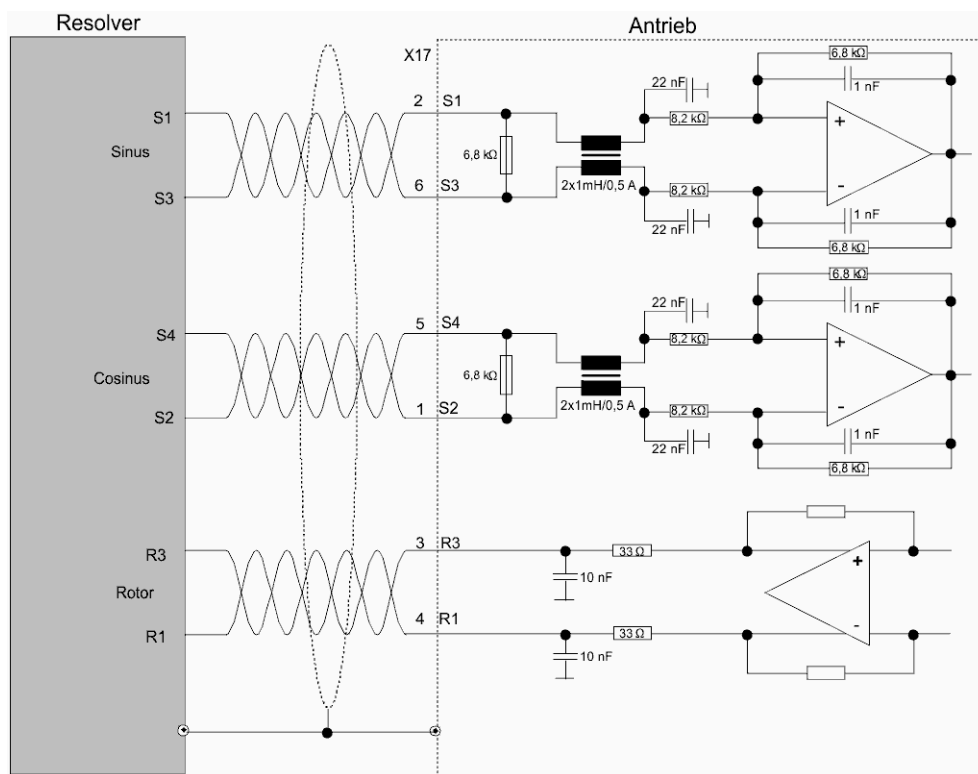 Resolver
Antrieb
X17
6,8 kΩ
22 nF
1 nF
S1
2 S1
8,2 kΩ
+
Sinus
6,8 kΩ
2x1mH/0,5 A
-
S3
6 S3
8,2 kΩ
22 nF
1 nF
6,8 kΩ
6,8 kΩ
22 nF
1 nF
S4
5 S4
8,2 kΩ
+
Cosinus
6,8 kΩ
2x1mH/0,5 A
-
S2
1 S2
8,2 kΩ
22 nF
1 nF
6,8 kΩ
R3
3 R3
33 Ω
+
10 nF
Rotor
-
R1
4 R1
33 Ω
10 nF